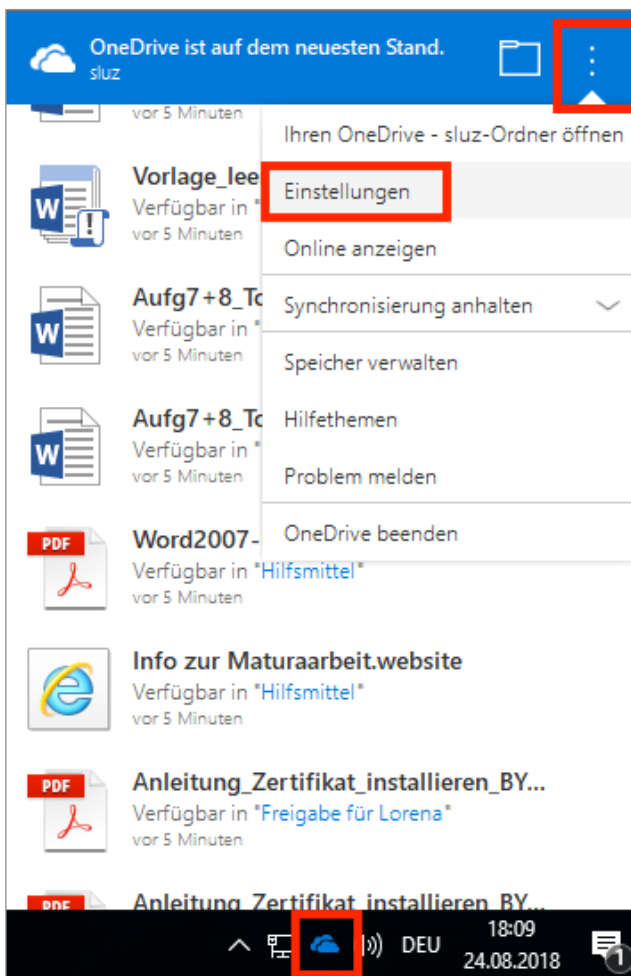 OneDrive ist auf dem neuesten Stand.
sluz
vor 5 Minuten
Ihren OneDrive - sluz-Ordner öffnen
Einstellungen
Online anzeigen
Synchronisierung anhalten
Speicher verwalten
Hilfethemen
Problem melden
OneDrive beenden
Vorlage_lee
Verfügbar in "
vor 5 Minuten
Aufg7+8_To
Verfügbar in "
vor 5 Minuten
Aufg7+8_To
Verfügbar in "
vor 5 Minuten
PDF
Word2007-
Verfügbar in "Hilfsmittel"
vor 5 Minuten
Info zur Maturaarbeit.website
Verfügbar in "Hilfsmittel"
vor 5 Minuten
PDF
Anleitung_Zertifikat_installieren_BY...
Verfügbar in "Freigabe für Lorena"
vor 5 Minuten
PDF
Anleitung_Zertifikat_installieren_BY...
DEU
18:09
24.08.2018
1